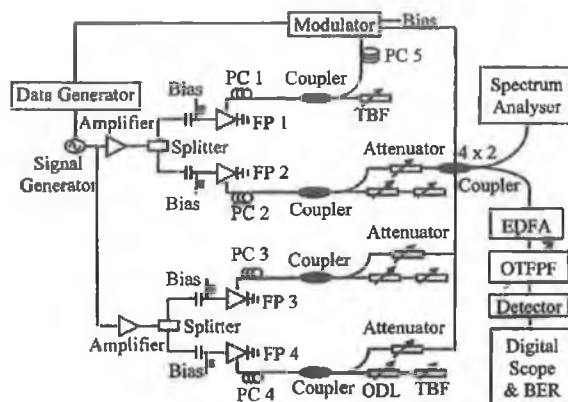 Modulator
Bias
PC 5
PC 1
Coupler
Spectrum
Analyser
Data Generator
Bias
TBF
Amplifier
FP 1
Splitter
Signal
Generator
FP 2
Attenuator
4 x 2
Coupler
Bias
PC 2
Coupler
EDFA
PC 3
Attenuator
Coupler
OTFPF
Bias
FP 3
Detector
Splitter
Amplifier
Attenuator
FP 4
Digital
Scope
& BER
Bias
PC 4
Coupler
ODL
TBF